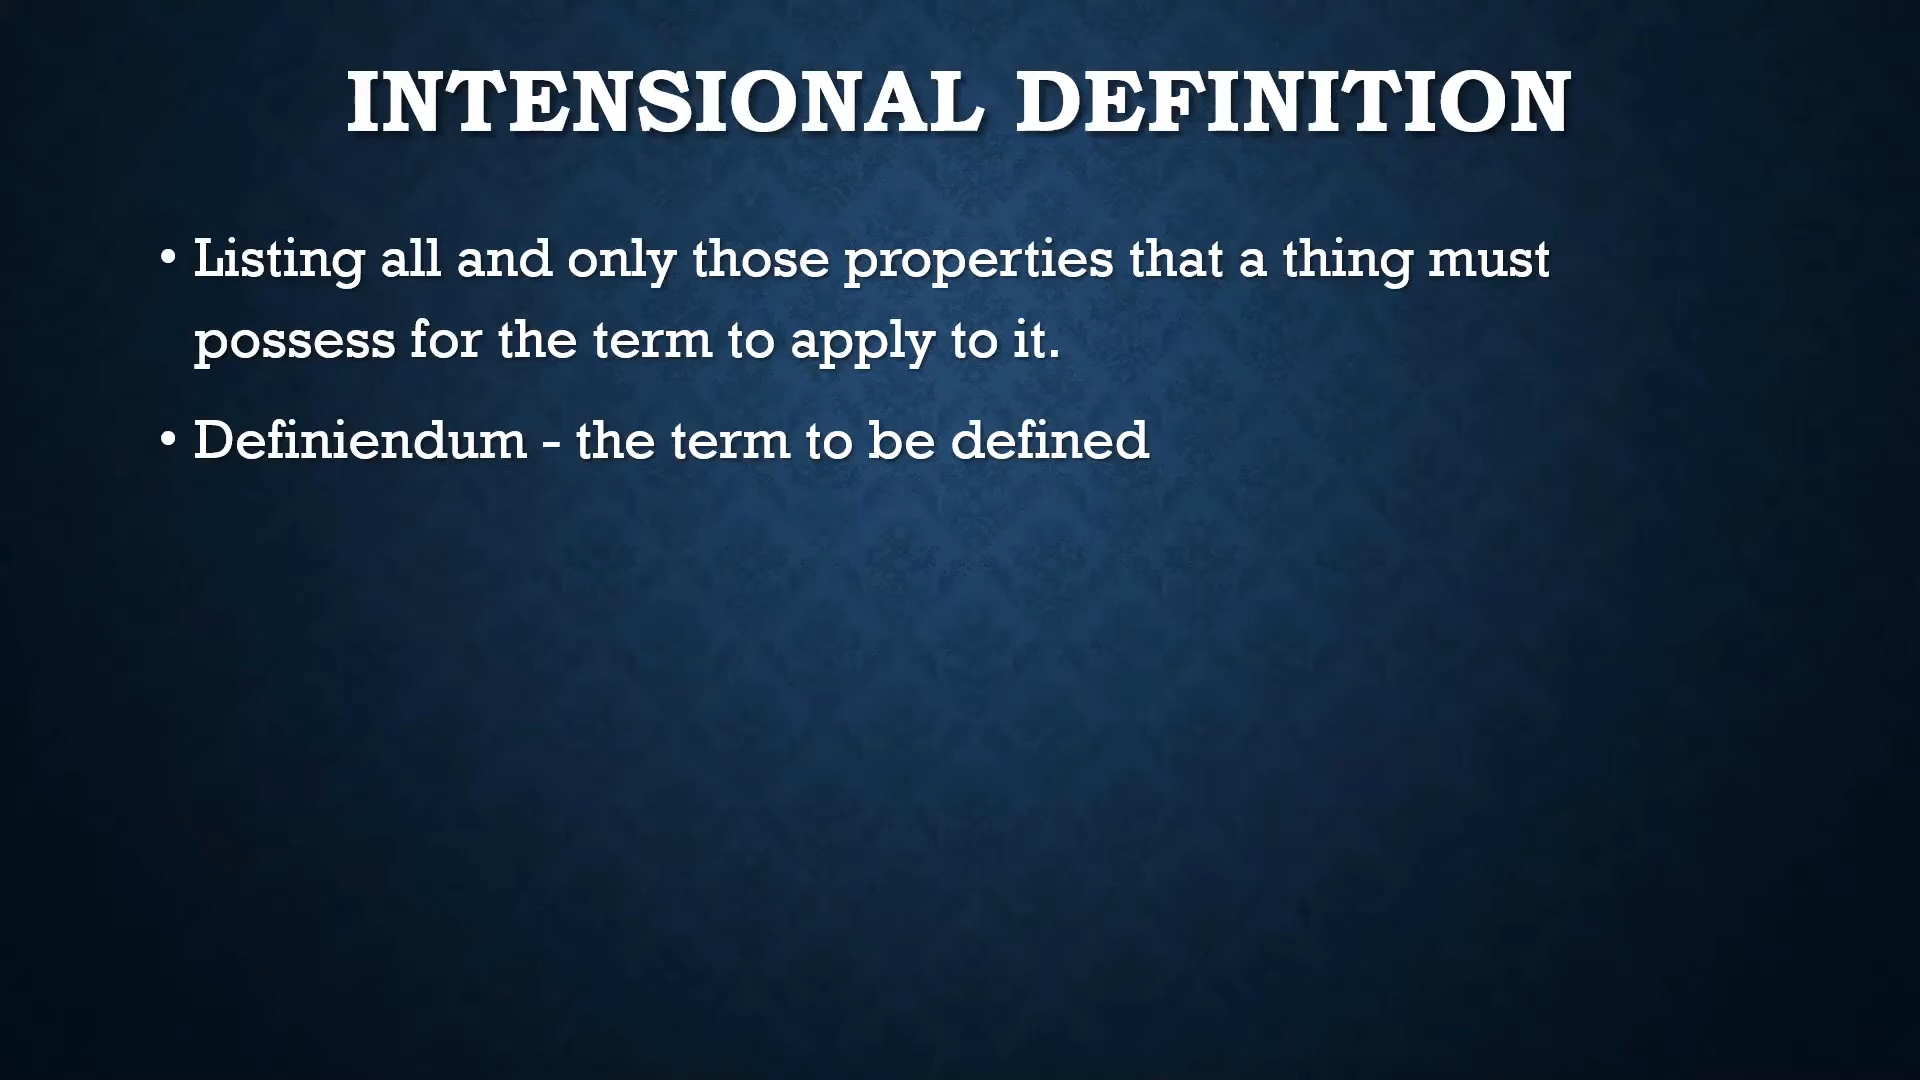 INTENSIONAL DEFINITION
• Listing all and only those properties that a thing must
possess for the term to apply to it.
• Definiendum - the term to be defined